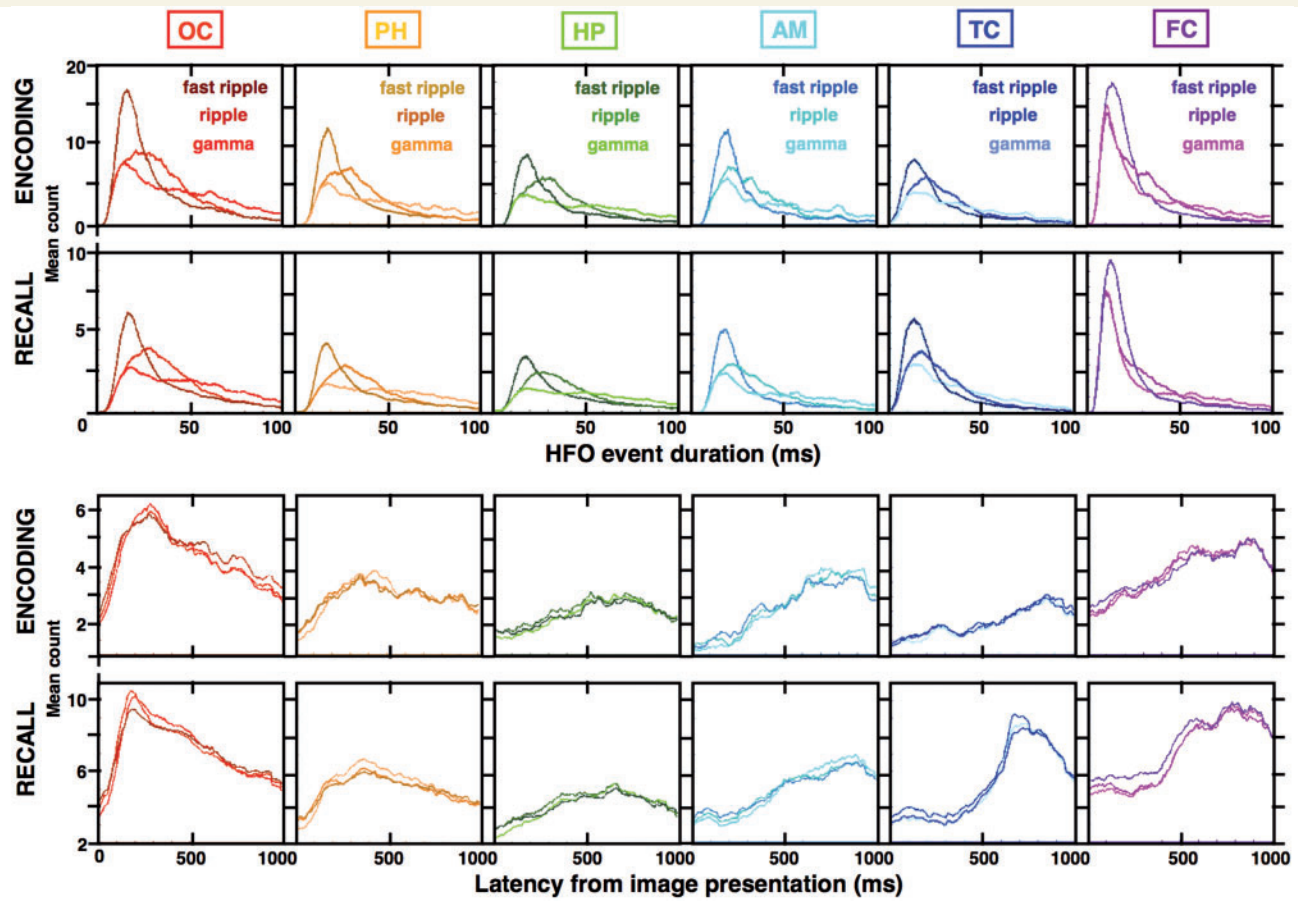 OC PH HP AM TC FC
ENCODING
Mean count
20
10
0
fast ripple fast ripple fast ripple fast ripple fast ripple fast ripple
ripple ripple ripple ripple ripple ripple
gamma gamma gamma gamma gamma gamma
RECALL
10
5
0
50 100 50 100 50 100 50 100 50 100 50 100
HFO event duration (ms)
ENCODING
Mean count
6
4
2
RECALL
10
6
2
0 500 1000 500 1000 500 1000 500 1000 500 1000 500 1000
Latency from image presentation (ms)